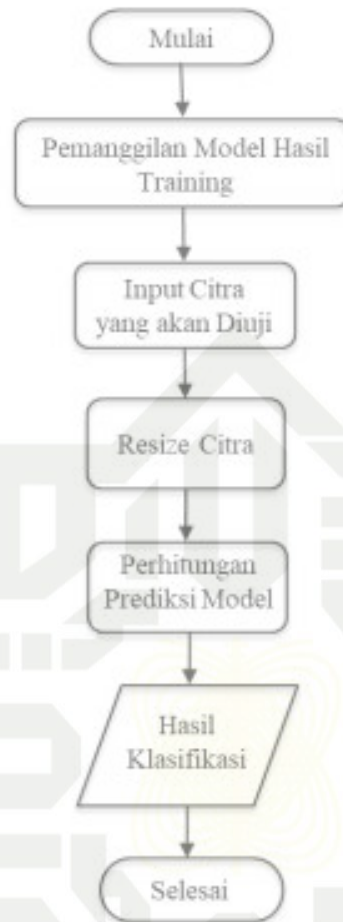 Mulai
Pemanggilan Model Hasil
Training
Input Citra
yang akan Diuji
Resize Citra
Perhitungan
Prediksi Model
Hasil
Klasifikasi
Selesai